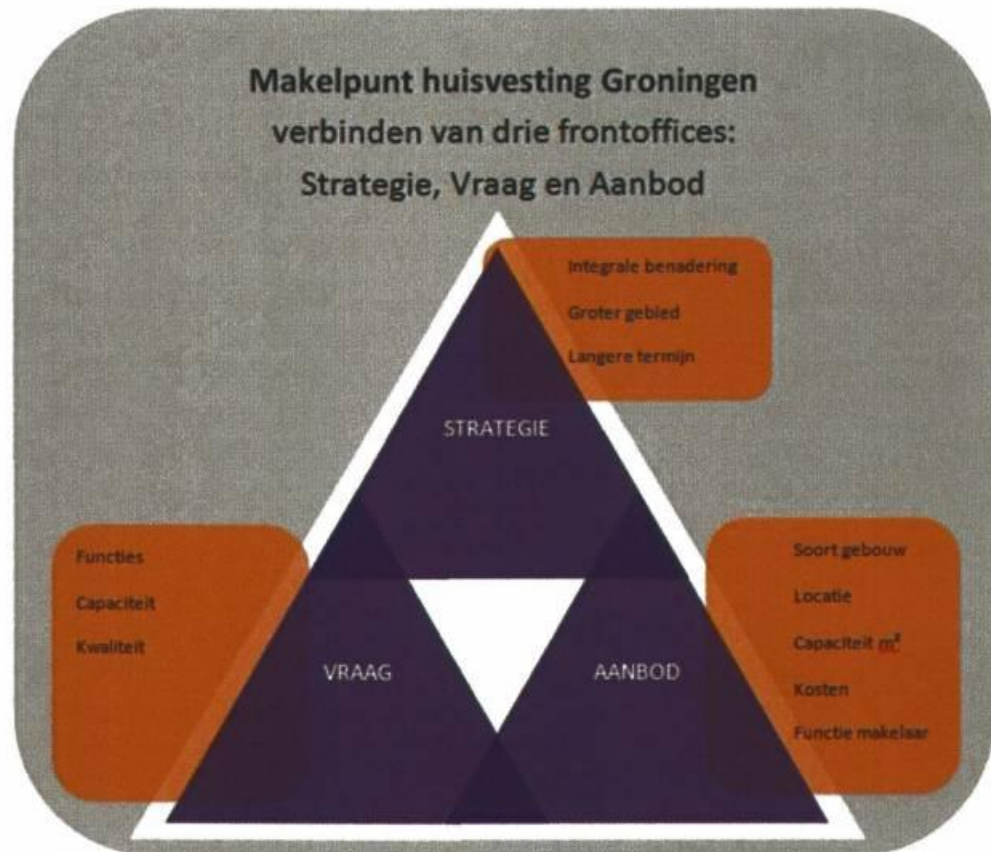 Makelpunt huisvesting Groningen
verbinden van drie frontoffices:
Strategie, Vraag en Aanbod
Integrale benadering
Groter gebied
Langere termijn
STRATEGIE
Functies
Capaciteit
Kwaliteit
VRAAG
AANBOD
Soort gebouw
Locatie
Capaciteit m²
Kosten
Functie makelaar